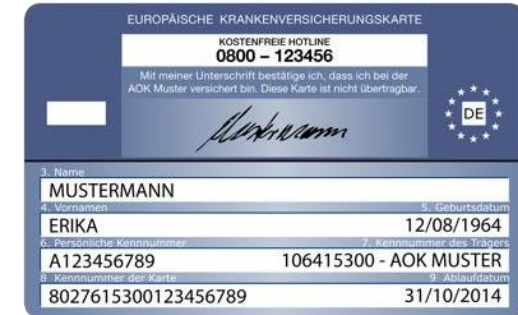 EUROPÄISCHE KRANKENVERSICHERUNGSKARTE
KOSTENFREIE HOTLINE
0800 – 123456
Mit meiner Unterschrift bestätige ich, dass ich bei der
AOK Muster versichert bin. Diese Karte ist nicht übertragbar.
Mustermann
DE
3. Name
MUSTERMANN
4. Vornamen 5. Geburtsdatum
ERIKA 12/08/1964
6. Persönliche Kennnummer 7. Kennnummer des Trägers
A123456789 106415300 - AOK MUSTER
8 Kennnummer der Karte 9 Ablaufdatum
8027615300123456789 31/10/2014